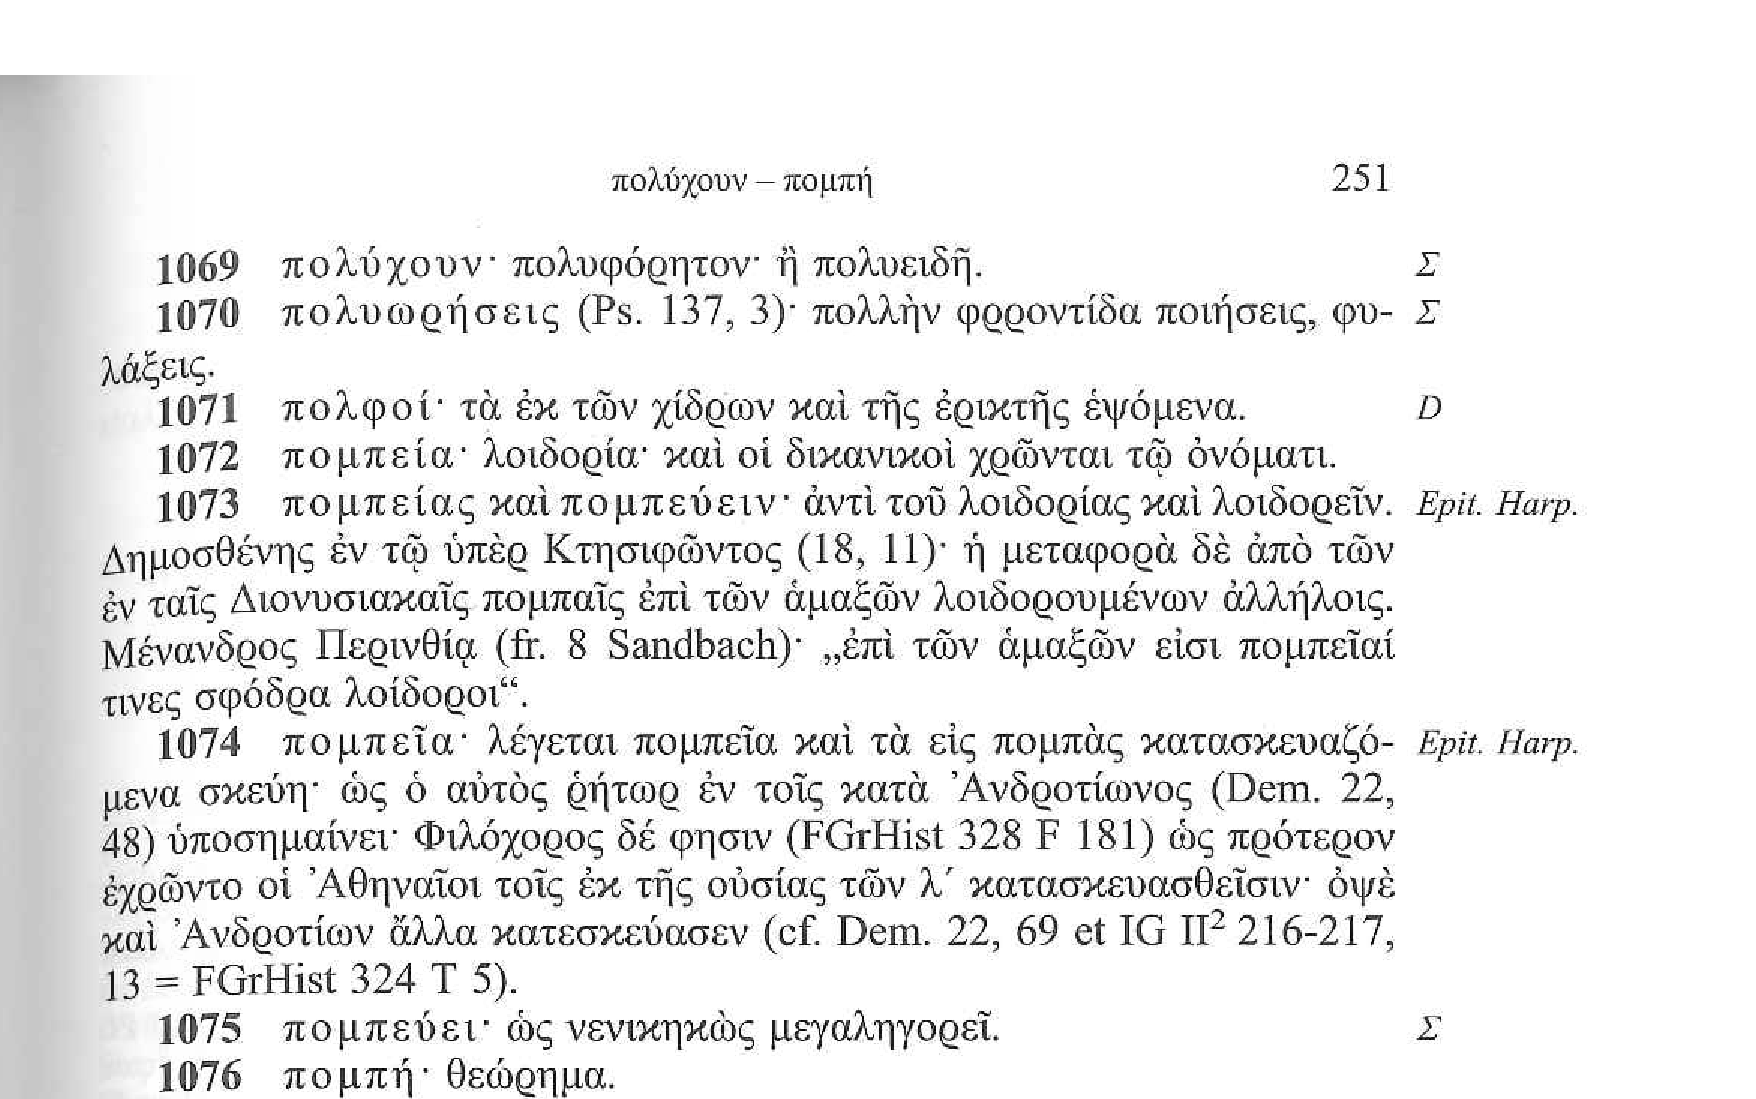 πολύχουν – πομπή 251
1069 πολύχουν· πολυφόρητον· ἢ πολυειδῆ. Σ
1070 πολυωρήσεις (Ps. 137, 3)· πολλὴν φρροντίδα ποιήσεις, φυ- Σ
λάξεις.
1071 πολφοί· τὰ ἐκ τῶν χίδρων καὶ τῆς ἐρικτῆς ἑψόμενα. D
1072 πομπεία· λοιδορία· καὶ οἱ δικανικοὶ χρῶνται τῷ ὀνόματι.
1073 πομπείας καὶ πομπεύειν· ἀντὶ τοῦ λοιδορίας καὶ λοιδορεῖν. Epit. Harp.
Δημοσθένης ἐν τῷ ὑπὲρ Κτησιφῶντος (18, 11)· ἡ μεταφορὰ δὲ ἀπὸ τῶν
ἐν ταῖς Διονυσιακαῖς πομπαῖς ἐπὶ τῶν ἁμαξῶν λοιδορουμένων ἀλλήλοις.
Μένανδρος Περινθίᾳ (fr. 8 Sandbach)· „ἐπὶ τῶν ἁμαξῶν εἰσι πομπεῖαί
τινες σφόδρα λοίδοροι“.
1074 πομπεῖα· λέγεται πομπεῖα καὶ τὰ εἰς πομπὰς κατασκευαζό- Epit. Harp.
μενα σκεύη· ὡς ὁ αὐτὸς ῥήτωρ ἐν τοῖς κατὰ Ἀνδροτίωνος (Dem. 22,
48) ὑποσημαίνει· Φιλόχορος δέ φησιν (FGrHist 328 F 181) ὡς πρότερον
ἐχρῶντο οἱ Ἀθηναῖοι τοῖς ἐκ τῆς οὐσίας τῶν λ´ κατασκευασθεῖσιν· ὀψὲ
καὶ Ἀνδροτίων ἄλλα κατεσκεύασεν (cf. Dem. 22, 69 et IG II² 216-217,
13 = FGrHist 324 T 5).
1075 πομπεύει· ὡς νενικηκὼς μεγαληγορεῖ. Σ
1076 πομπή· θεώρημα.